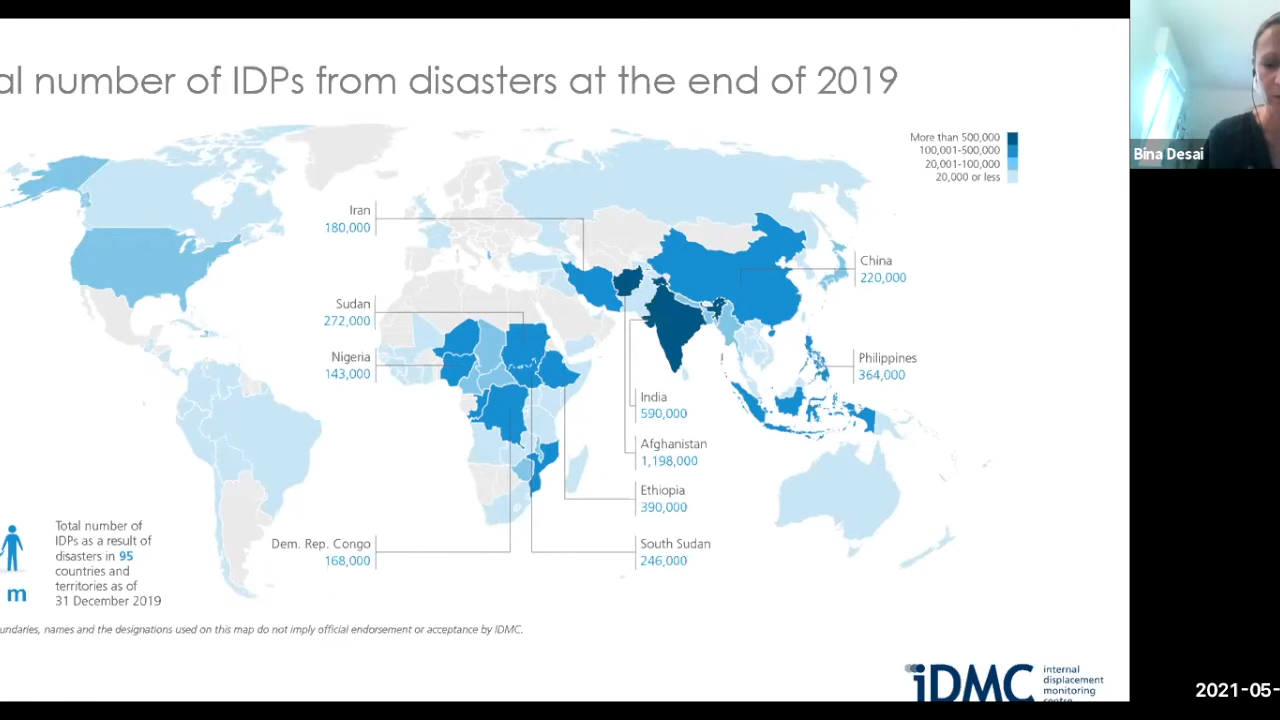 al number of IDPs from disasters at the end of 2019
More than 500,000
100,001-500,000
20,001-100,000
20,000 or less
Bina Desai
Iran
180,000
China
220,000
Sudan
272,000
Nigeria
143,000
Philippines
364,000
India
590,000
Afghanistan
1,198,000
Ethiopia
390,000
Dem. Rep. Congo
168,000
South Sudan
246,000
Total number of
IDPs as a result of
disasters in 95
countries and
territories as of
31 December 2019
m
undaries, names and the designations used on this map do not imply official endorsement or acceptance by IDMC.
iDMC
internal
displacement
monitoring
centre
2021-05-